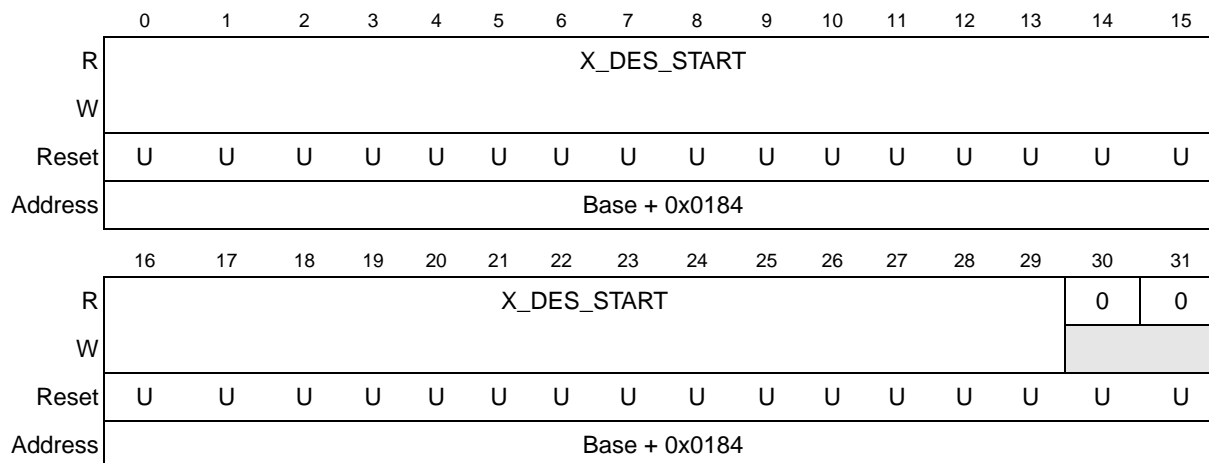 0 1 2 3 4 5 6 7 8 9 10 11 12 13 14 15
R X_DES_START
W
Reset U U U U U U U U U U U U U U U U
Address Base + 0x0184
16 17 18 19 20 21 22 23 24 25 26 27 28 29 30 31
R X_DES_START 0 0
W
Reset U U U U U U U U U U U U U U U U
Address Base + 0x0184